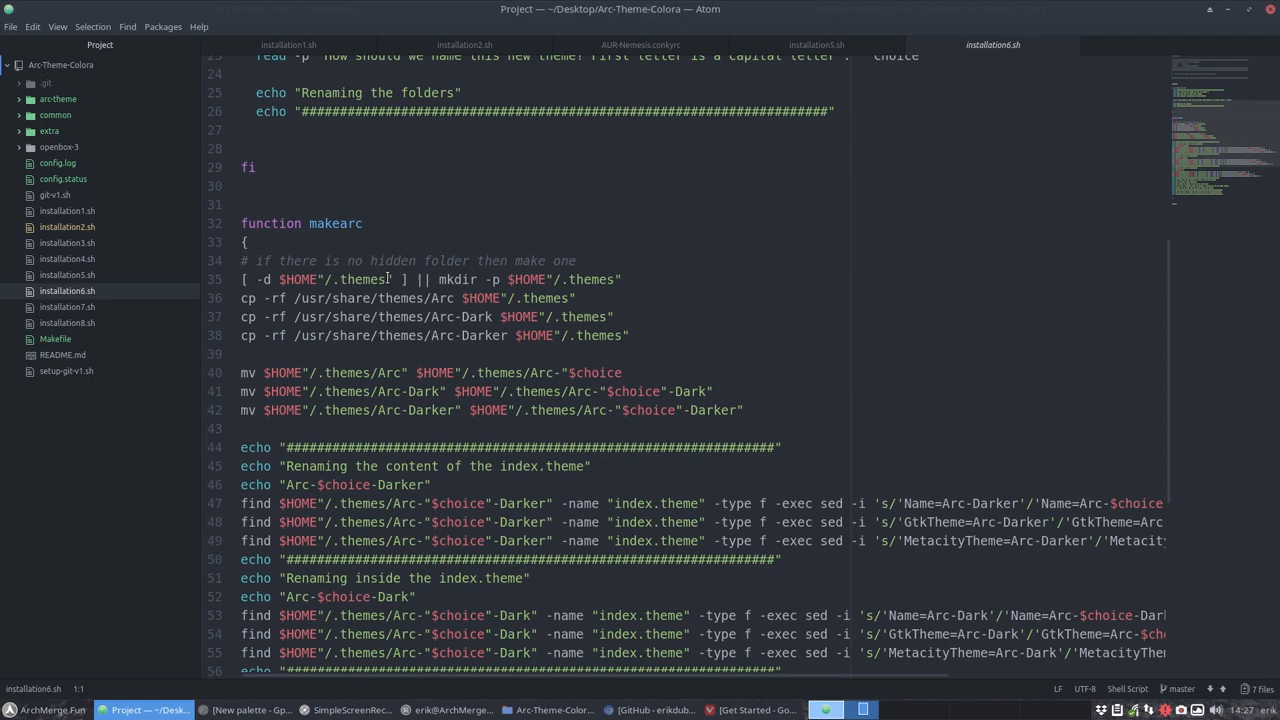 Project — ~/Desktop/Arc-Theme-Colora — Atom
File Edit View Selection Find Packages Help
Project
installation1.sh
installation2.sh
AUR-Nemesis.conkyrc
installation5.sh
installation6.sh
Arc-Theme-Colora
.git
arc-theme
common
extra
openbox-3
config.log
config.status
git-v1.sh
installation1.sh
installation2.sh
installation3.sh
installation4.sh
installation5.sh
installation6.sh
installation7.sh
installation8.sh
Makefile
README.md
setup-git-v1.sh
23 read -p "How should we name this new theme? First letter is a capital letter : " choice
24
25 echo "Renaming the folders"
26 echo "#####################################################################"
27
28
29 fi
30
31
32 function makearc
33 {
34 # if there is no hidden folder then make one
35 [ -d $HOME"/.themes" ] || mkdir -p $HOME"/.themes"
36 cp -rf /usr/share/themes/Arc $HOME"/.themes"
37 cp -rf /usr/share/themes/Arc-Dark $HOME"/.themes"
38 cp -rf /usr/share/themes/Arc-Darker $HOME"/.themes"
39
40 mv $HOME"/.themes/Arc" $HOME"/.themes/Arc-"$choice
41 mv $HOME"/.themes/Arc-Dark" $HOME"/.themes/Arc-"$choice"-Dark"
42 mv $HOME"/.themes/Arc-Darker" $HOME"/.themes/Arc-"$choice"-Darker"
43
44 echo "################################################################"
45 echo "Renaming the content of the index.theme"
46 echo "Arc-$choice-Darker"
47 find $HOME"/.themes/Arc-"$choice"-Darker" -name "index.theme" -type f -exec sed -i 's/'Name=Arc-Darker'/'Name=Arc-$choice
48 find $HOME"/.themes/Arc-"$choice"-Darker" -name "index.theme" -type f -exec sed -i 's/'GtkTheme=Arc-Darker'/'GtkTheme=Arc
49 find $HOME"/.themes/Arc-"$choice"-Darker" -name "index.theme" -type f -exec sed -i 's/'MetacityTheme=Arc-Darker'/'Metacity
50 echo "################################################################"
51 echo "Renaming inside the index.theme"
52 echo "Arc-$choice-Dark"
53 find $HOME"/.themes/Arc-"$choice"-Dark" -name "index.theme" -type f -exec sed -i 's/'Name=Arc-Dark'/'Name=Arc-$choice-Dar
54 find $HOME"/.themes/Arc-"$choice"-Dark" -name "index.theme" -type f -exec sed -i 's/'GtkTheme=Arc-Dark'/'GtkTheme=Arc-$ch
55 find $HOME"/.themes/Arc-"$choice"-Dark" -name "index.theme" -type f -exec sed -i 's/'MetacityTheme=Arc-Dark'/'MetacityThem
56 echo "################################################################"
installation6.sh 1:1
LF UTF-8 Shell Script master 7 files
ArchMerge.Fun
Project — ~/Desk...
[New palette - Gp...
SimpleScreenRec...
erik@ArchMerge...
Arc-Theme-Color...
[GitHub - erikdub...
[Get Started - Go...
14:27 erik